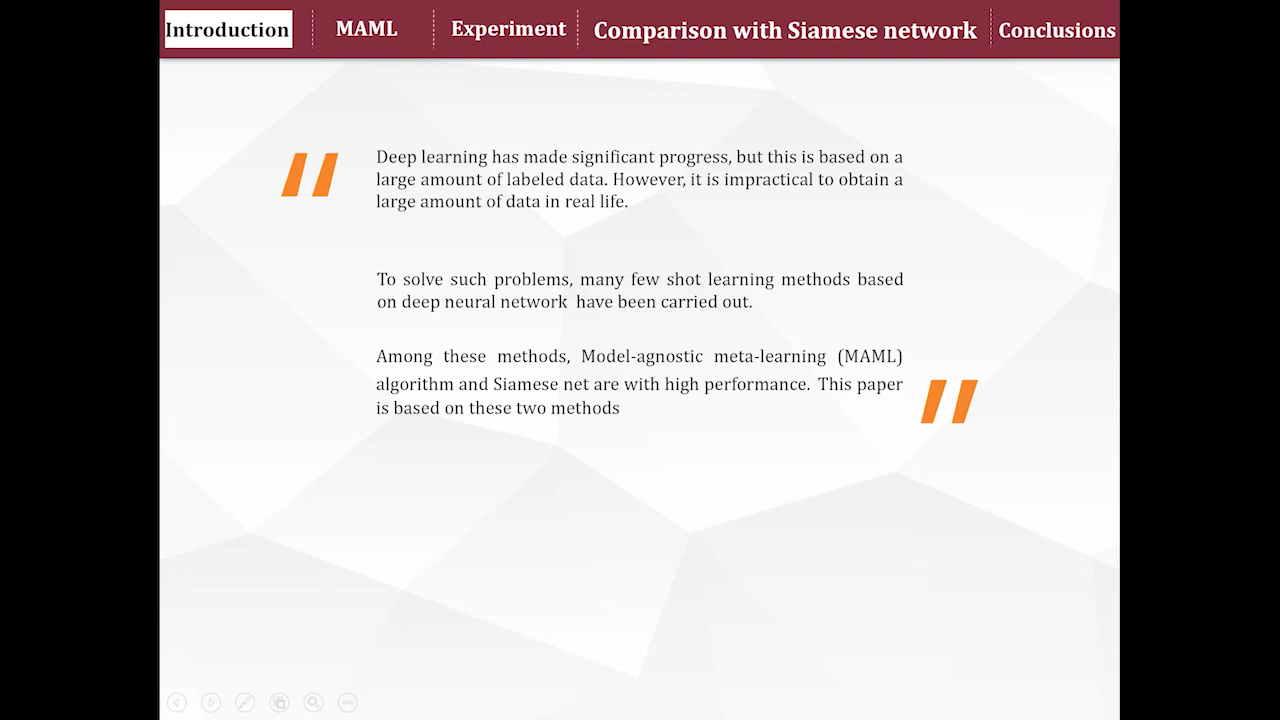 Introduction MAML Experiment Comparison with Siamese network Conclusions
Deep learning has made significant progress, but this is based on a
large amount of labeled data. However, it is impractical to obtain a
large amount of data in real life.
To solve such problems, many few shot learning methods based
on deep neural network have been carried out.
Among these methods, Model-agnostic meta-learning (MAML)
algorithm and Siamese net are with high performance. This paper
is based on these two methods